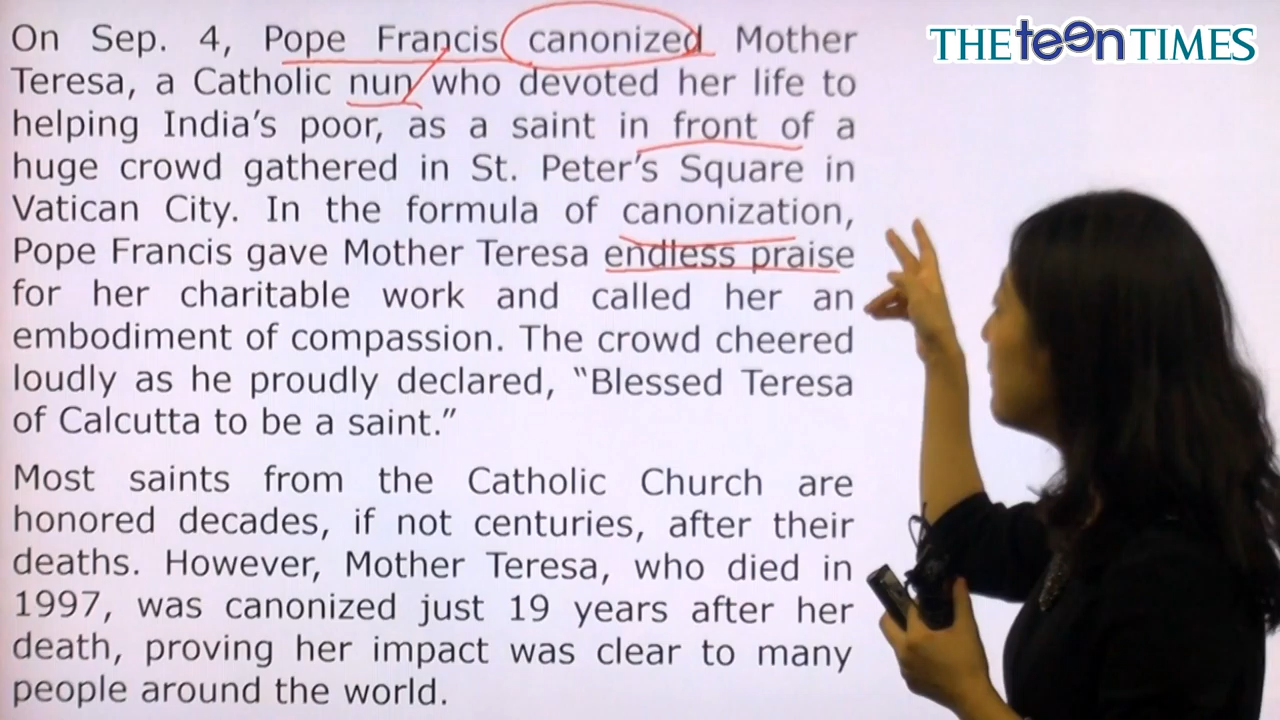 THE teen TIMES
On Sep. 4, Pope Francis canonized Mother
Teresa, a Catholic nun who devoted her life to
helping India's poor, as a saint in front of a
huge crowd gathered in St. Peter's Square in
Vatican City. In the formula of canonization,
Pope Francis gave Mother Teresa endless praise
for her charitable work and called her an
embodiment of compassion. The crowd cheered
loudly as he proudly declared, “Blessed Teresa
of Calcutta to be a saint.”
Most saints from the Catholic Church are
honored decades, if not centuries, after their
deaths. However, Mother Teresa, who died in
1997, was canonized just 19 years after her
death, proving her impact was clear to many
people around the world.